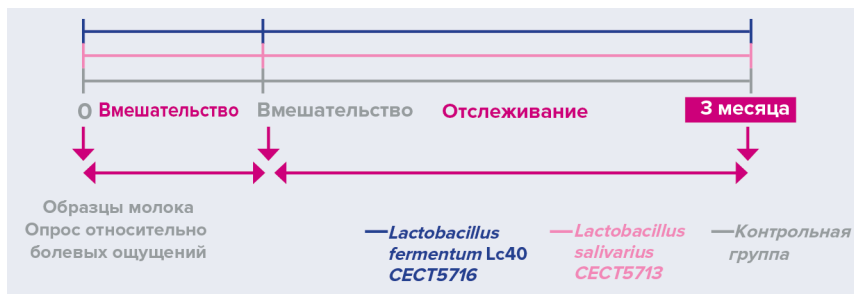 0 Вмешательство Вмешательство Отслеживание 3 месяца
Образцы молока
Опрос относительно
болевых ощущений
Lactobacillus
fermentum Lc40
CECT5716
Lactobacillus
salivarius
CECT5713
Контрольная
группа